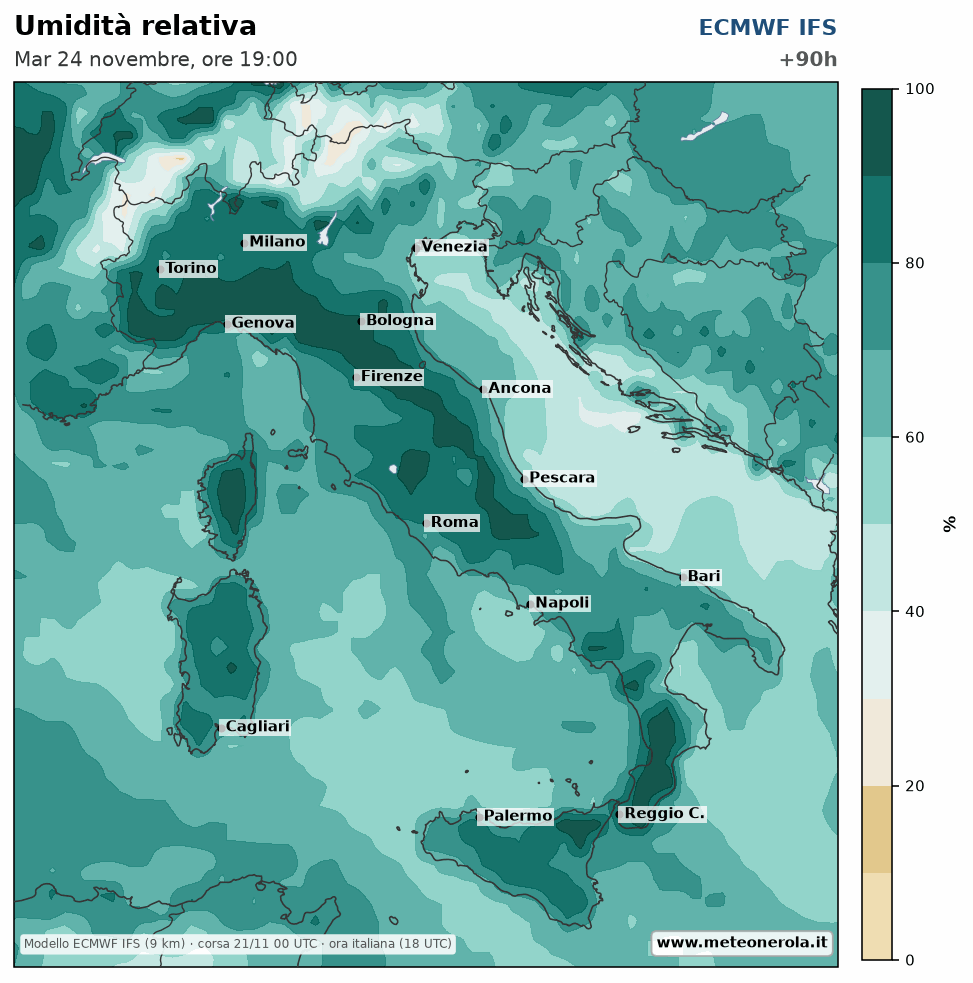 Umidità relativa
ECMWF IFS
Mar 24 novembre, ore 19:00
+90h
100
80
60
40
20
0
%
Milano
Venezia
Torino
Genova
Bologna
Firenze
Ancona
Pescara
Roma
Bari
Napoli
Cagliari
Palermo
Reggio C.
Modello ECMWF IFS (9 km) · corsa 21/11 00 UTC · ora italiana (18 UTC)
www.meteonerola.it